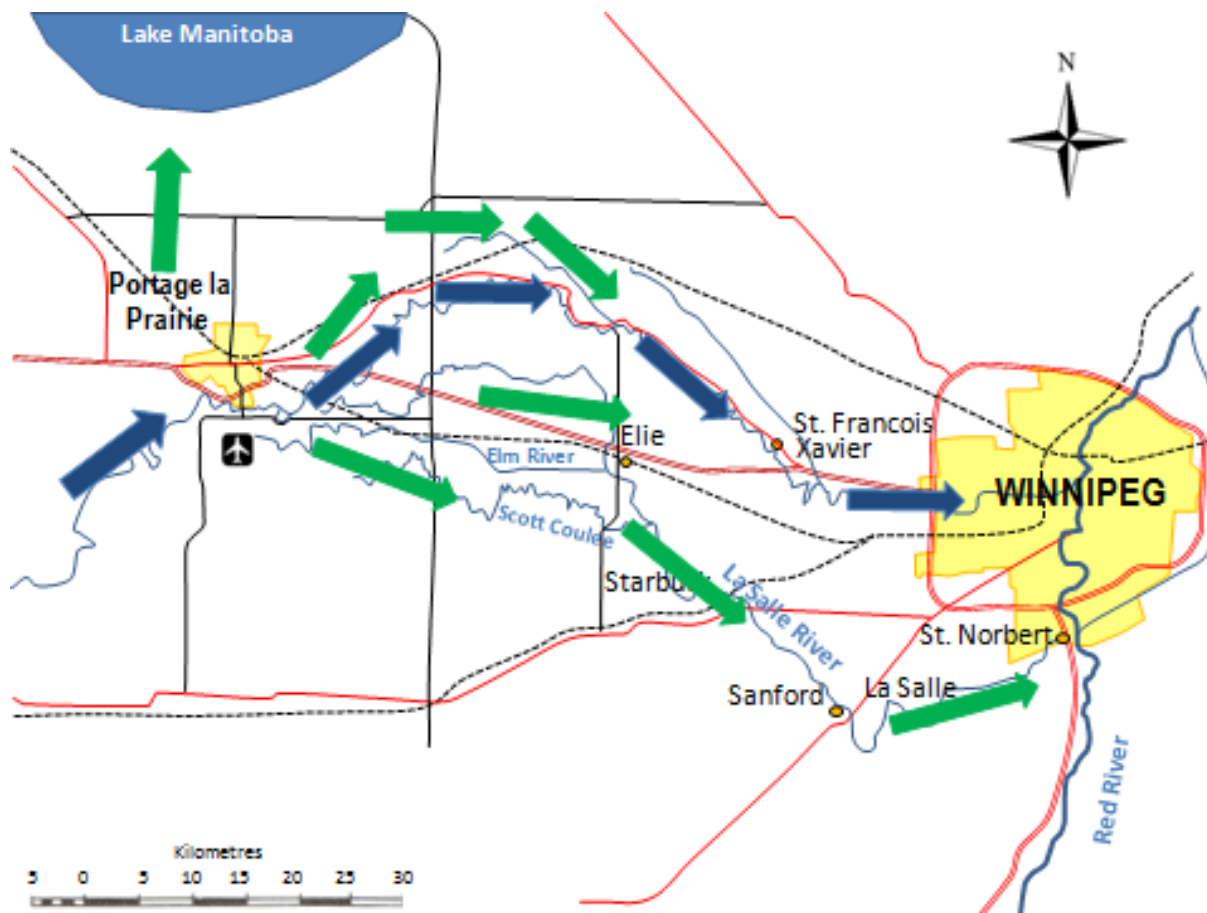 Lake Manitoba
N
Portage la
Prairie
St. Francois
Xavier
Elie
Elm River
WINNIPEG
Scott Coulee
La Salle River
St. Norbert
La Salle
Sanford
Red River
Kilometres
5 0 5 10 15 20 25 30